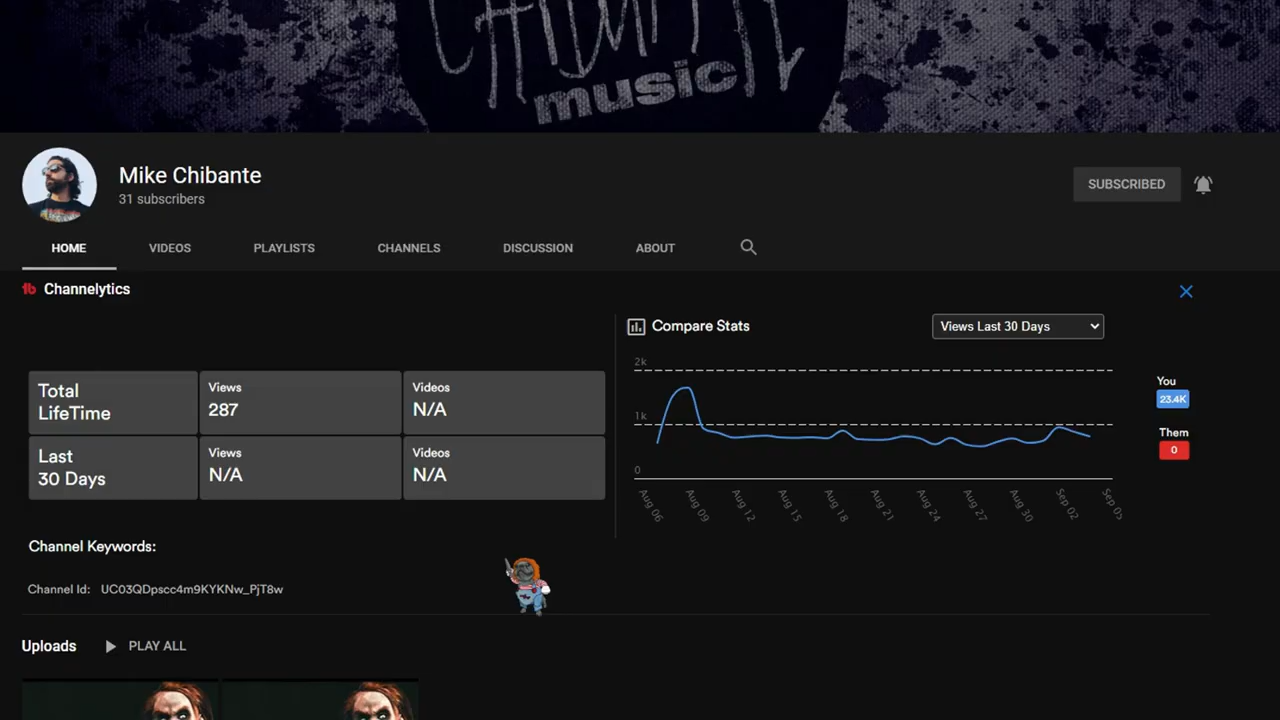 music
Mike Chibante
31 subscribers
SUBSCRIBED
HOME VIDEOS PLAYLISTS CHANNELS DISCUSSION ABOUT
Channelytics
Compare Stats
Views Last 30 Days
Total LifeTime
Views
287
Videos
N/A
Last 30 Days
Views
N/A
Videos
N/A
2k
1k
0
Aug 06 Aug 09 Aug 12 Aug 15 Aug 18 Aug 21 Aug 24 Aug 27 Aug 30 Sep 02 Sep
You
23.4K
Them
0
Channel Keywords:
Channel Id: UC03QDpscc4m9KYKNw_PjT8w
Uploads PLAY ALL